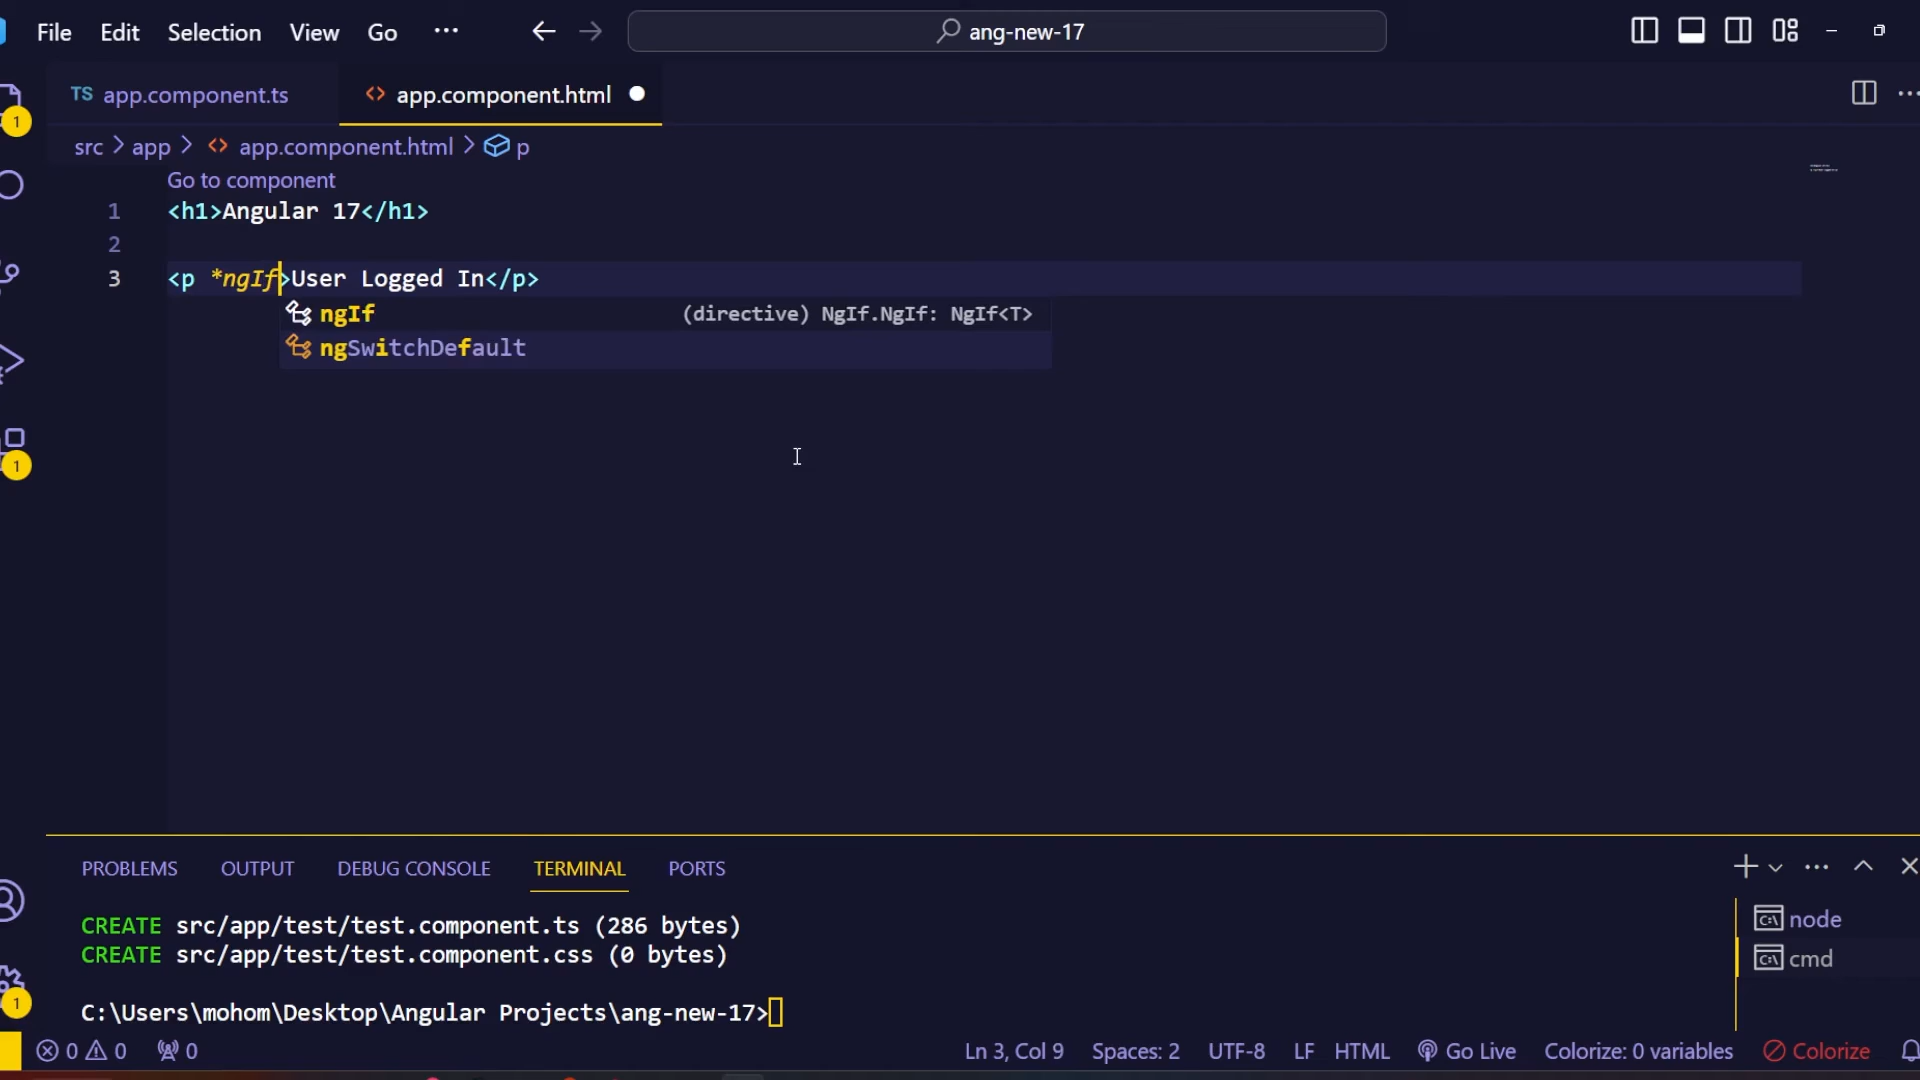 File Edit Selection View Go ··· ang-new-17
TS app.component.ts <> app.component.html
src > app > <> app.component.html > p
Go to component
1 <h1>Angular 17</h1>
2
3 <p *ngIf>User Logged In</p>
ngIf (directive) NgIf.NgIf: NgIf<T>
ngSwitchDefault
1
1
1
PROBLEMS OUTPUT DEBUG CONSOLE TERMINAL PORTS
CREATE src/app/test/test.component.ts (286 bytes)
CREATE src/app/test/test.component.css (0 bytes)
C:\Users\mohom\Desktop\Angular Projects\ang-new-17>
node
cmd
0 0 0 Ln 3, Col 9 Spaces: 2 UTF-8 LF HTML Go Live Colorize: 0 variables Colorize